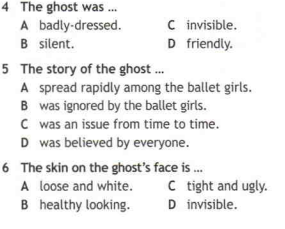 4 The ghost was ...
A badly-dressed. C invisible.
B silent. D friendly.
5 The story of the ghost ...
A spread rapidly among the ballet girls.
B was ignored by the ballet girls.
C was an issue from time to time.
D was believed by everyone.
6 The skin on the ghost's face is ...
A loose and white. C tight and ugly.
B healthy looking. D invisible.